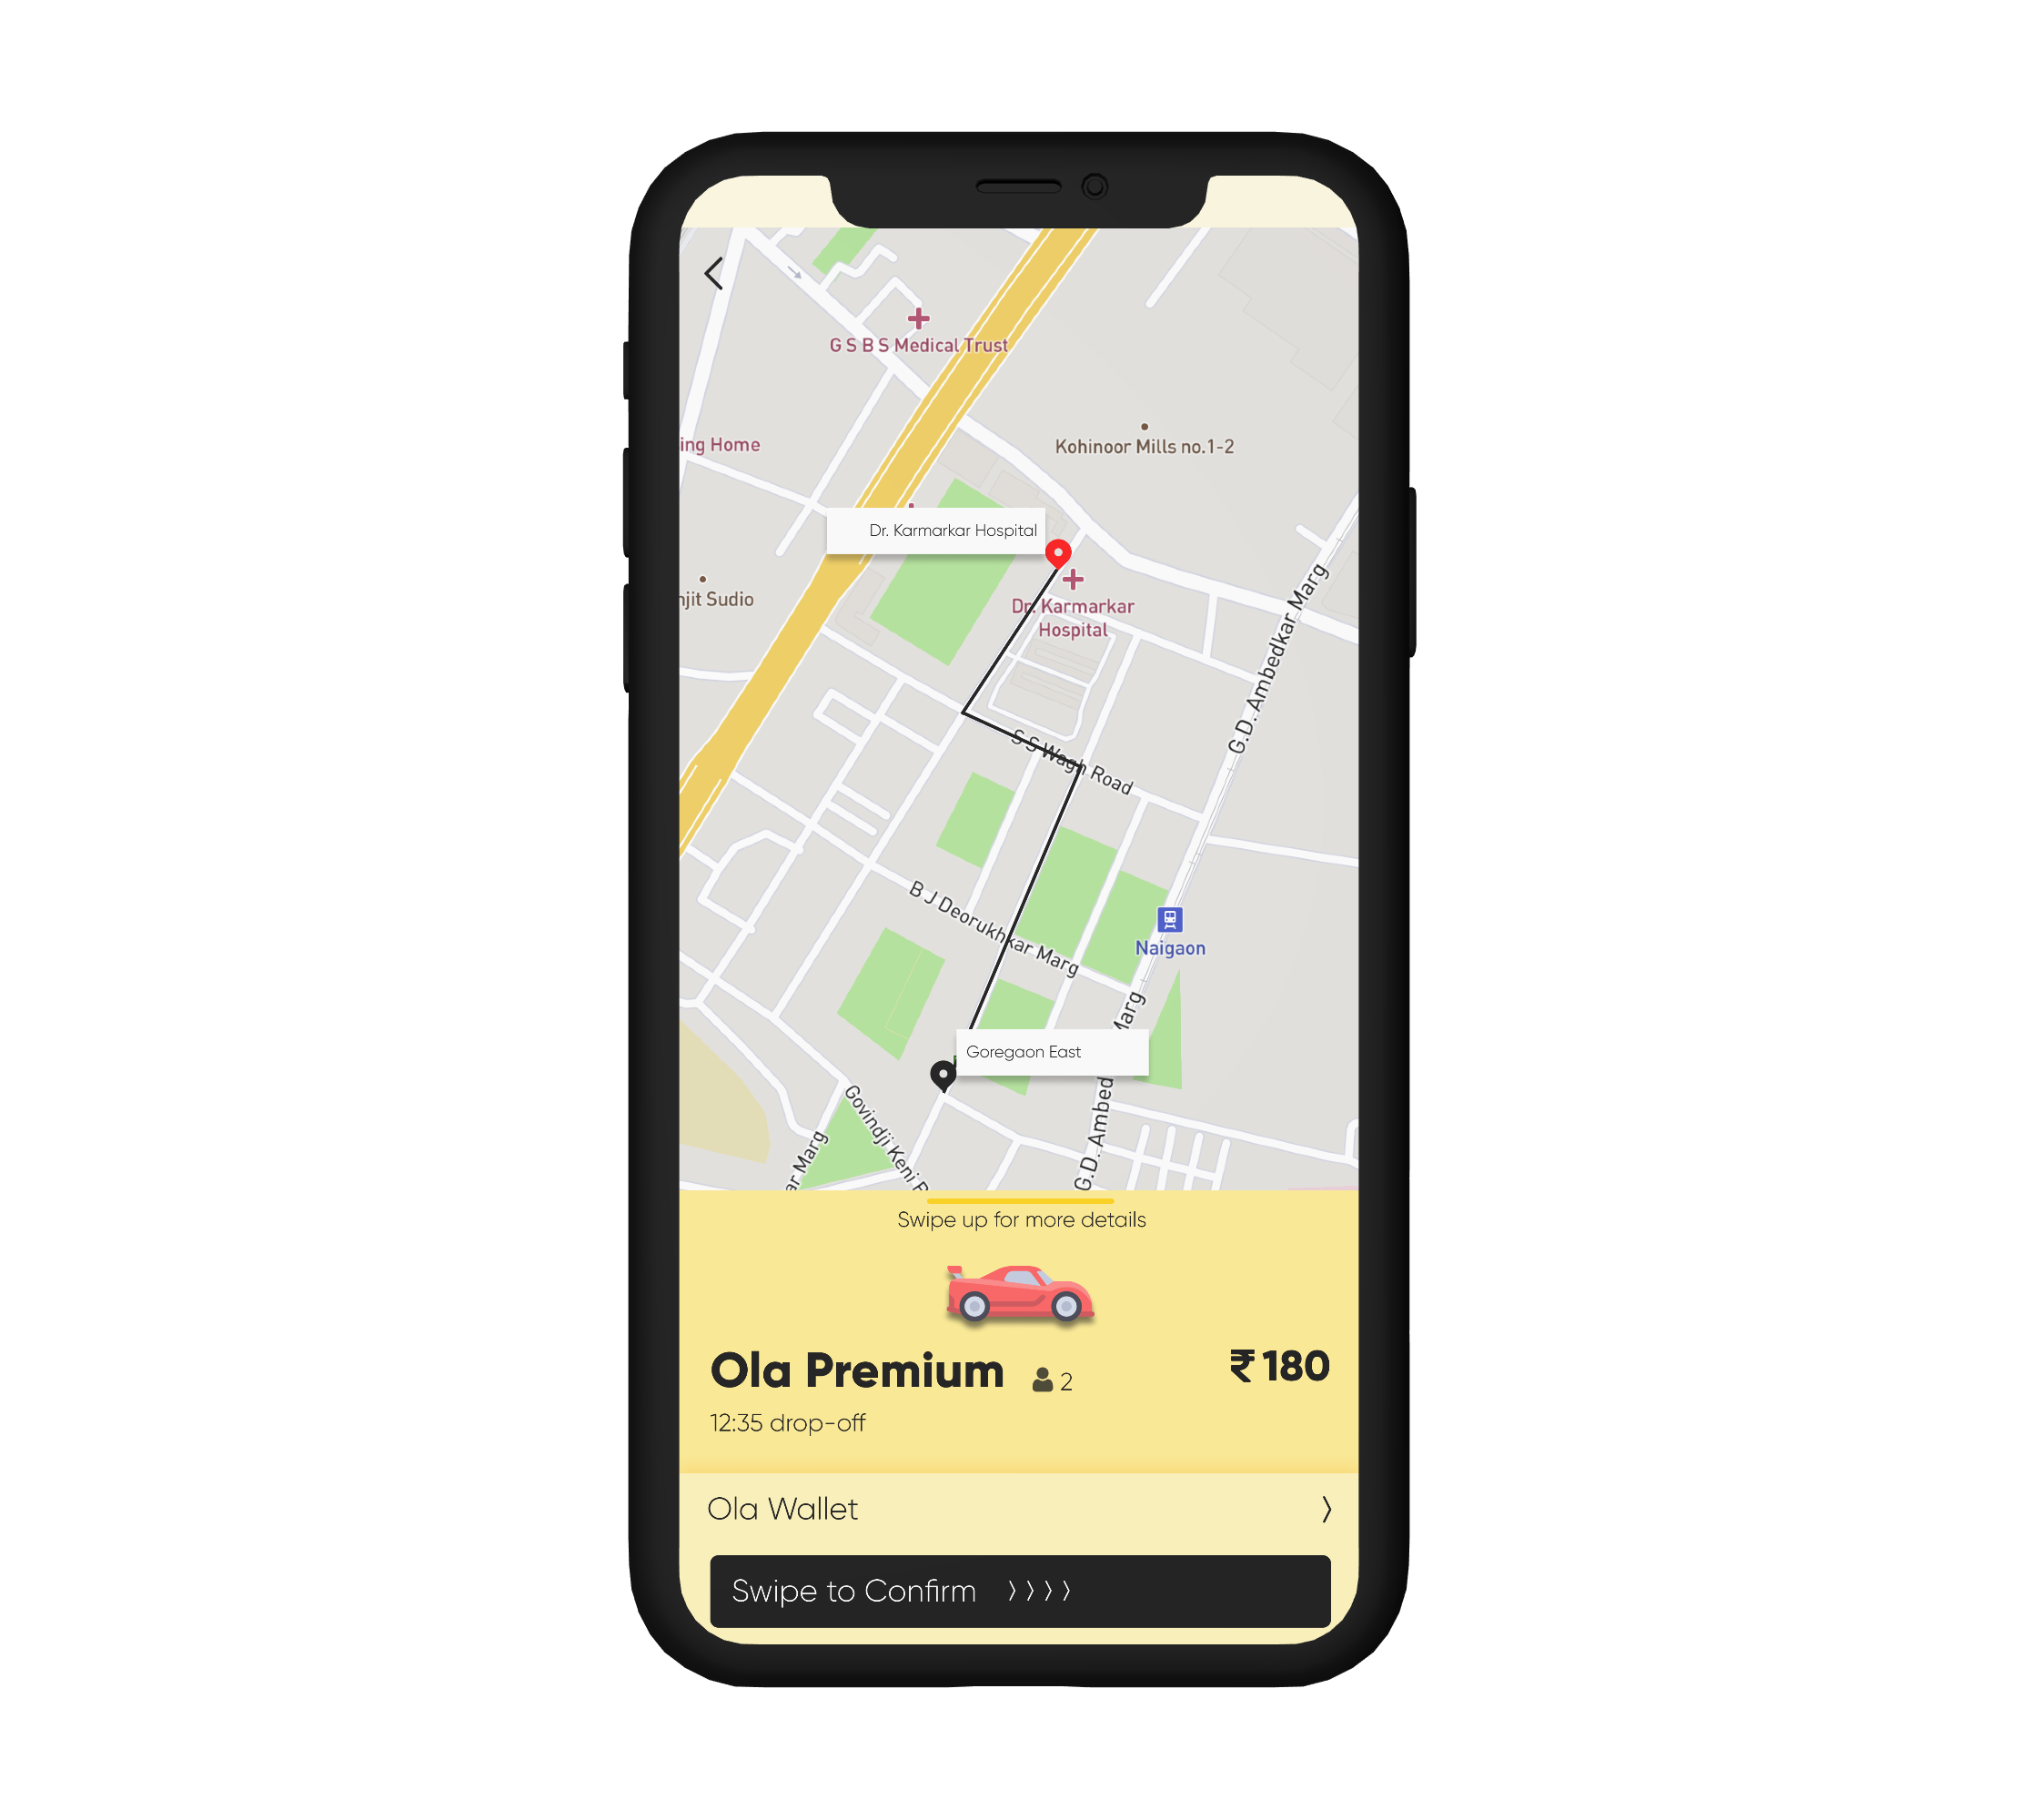 G S B S Medical Trust
Kohinoor Mills no.1-2
ing Home
Dr. Karmarkar Hospital
njit Sudio
Dr. Karmarkar
Hospital
G.D. Ambedkar Marg
S S Wagh Road
B J Deorukhkar Marg
Naigaon
Marg
Goregaon East
G.D. Ambed
Govindji Keni R
ar Marg
Swipe up for more details
Ola Premium 2 ₹ 180
12:35 drop-off
Ola Wallet
Swipe to Confirm